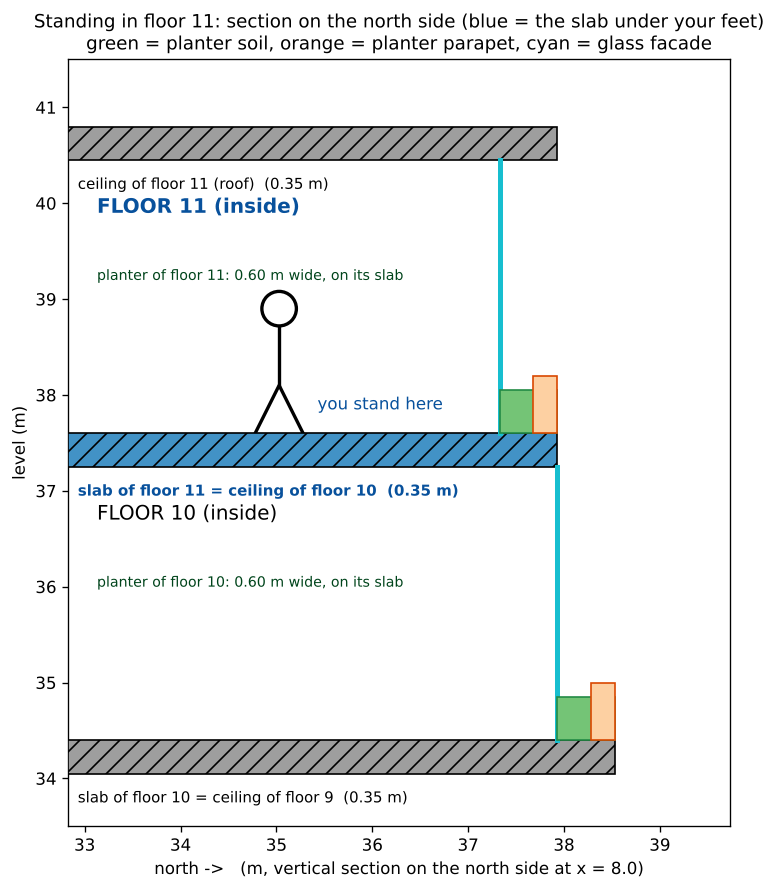 Standing in floor 11: section on the north side (blue = the slab under your feet)
green = planter soil, orange = planter parapet, cyan = glass facade
41
ceiling of floor 11 (roof)  (0.35 m)
40
FLOOR 11 (inside)
planter of floor 11: 0.60 m wide, on its slab
39
38
you stand here
level (m)
37
slab of floor 11 = ceiling of floor 10  (0.35 m)
FLOOR 10 (inside)
36
planter of floor 10: 0.60 m wide, on its slab
35
34
slab of floor 10 = ceiling of floor 9  (0.35 m)
33 34 35 36 37 38 39
north ->   (m, vertical section on the north side at x = 8.0)